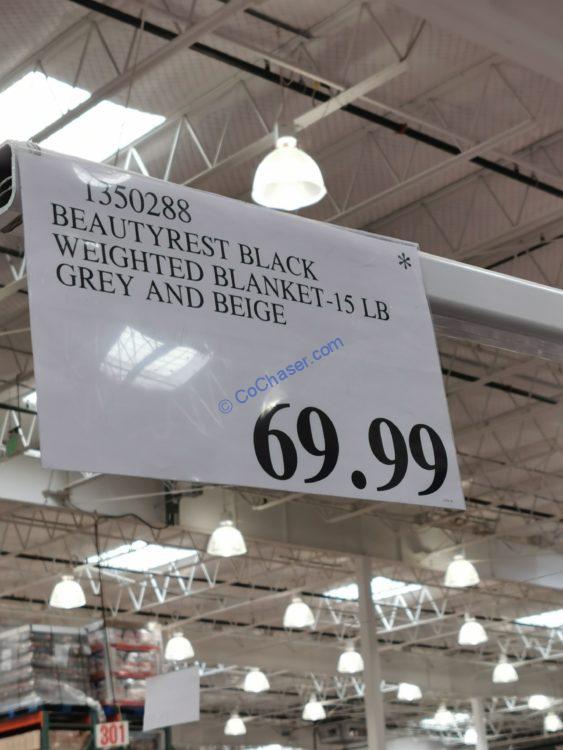 1350288
BEAUTYREST BLACK
WEIGHTED BLANKET-15 LB
GREY AND BEIGE
*
© CoChaser.com
69.99
301